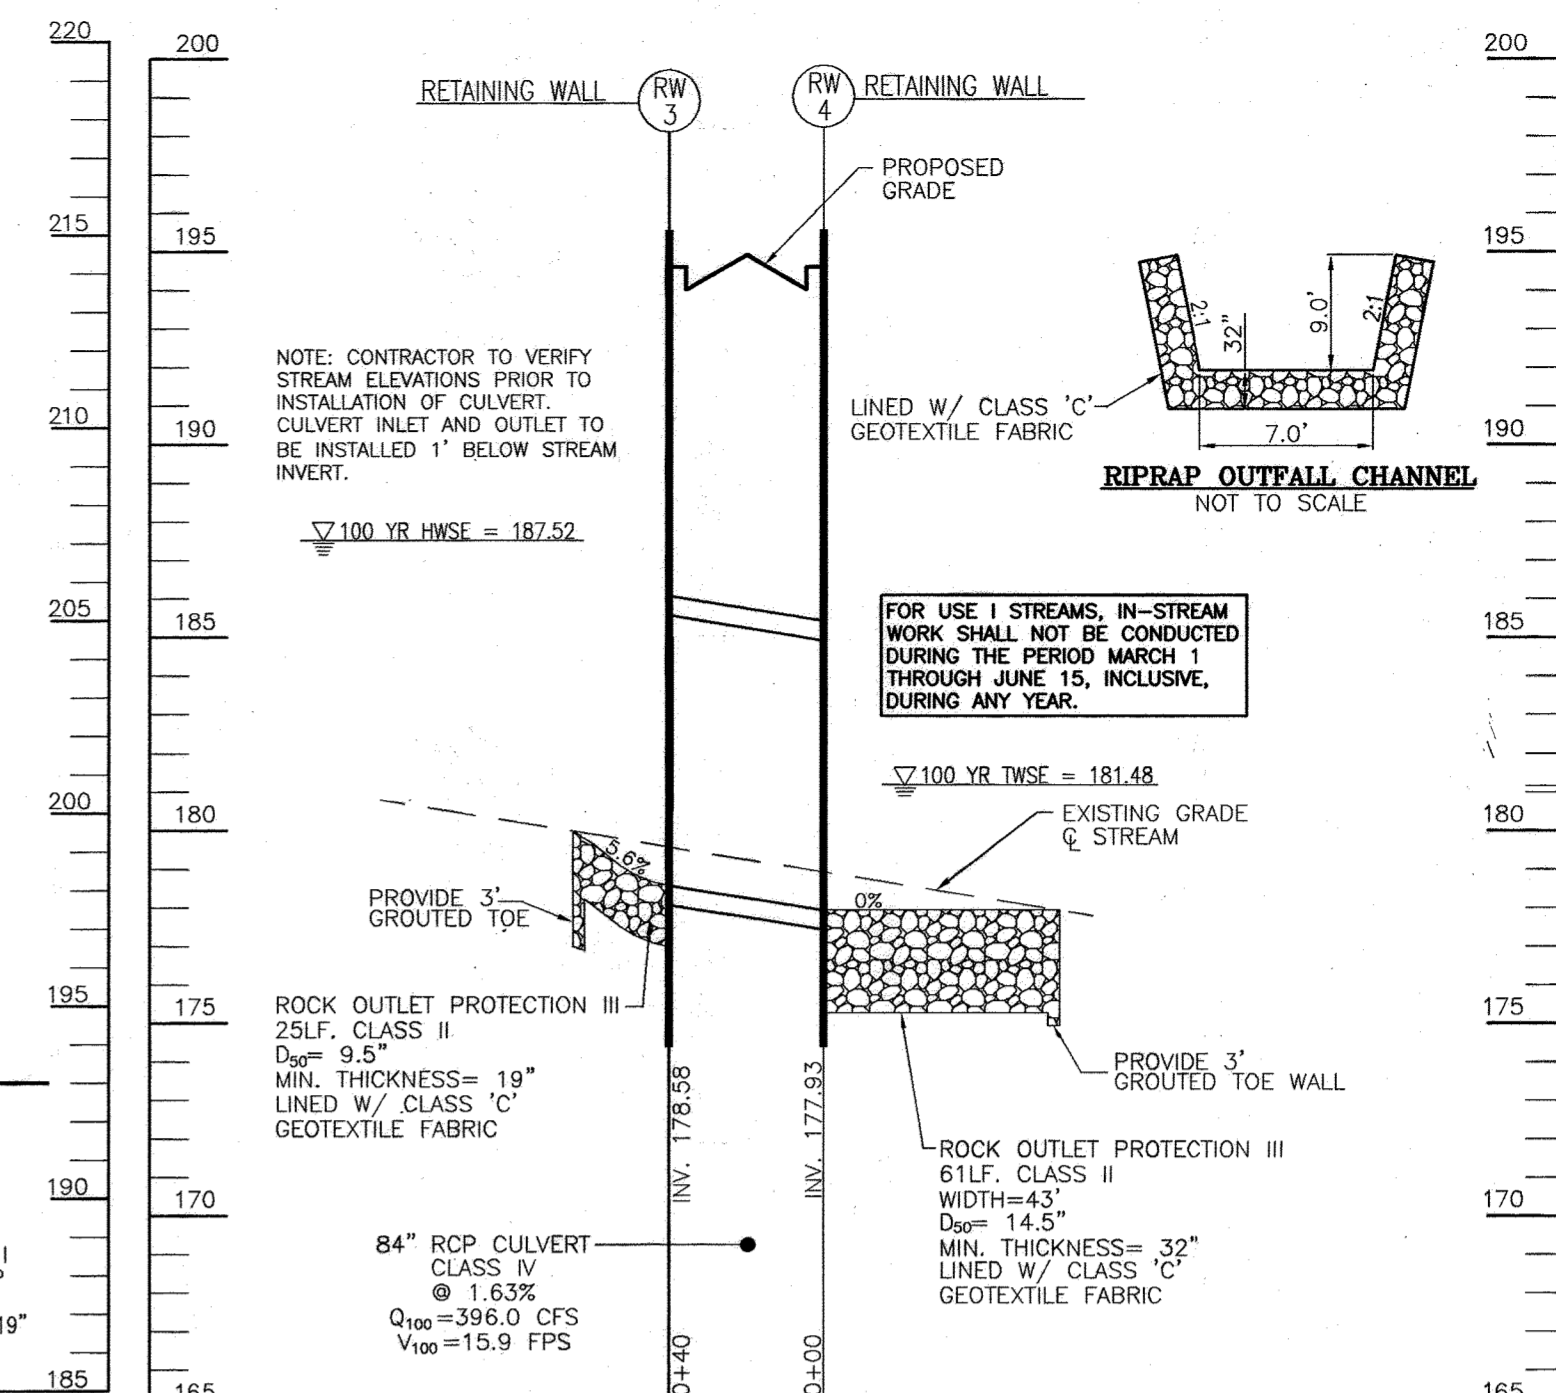 220
215
210
205
200
195
190
185
19"
200
195
190
185
180
175
170
165
RETAINING WALL
RW
3
RW
4
RETAINING WALL
PROPOSED
GRADE
NOTE: CONTRACTOR TO VERIFY
STREAM ELEVATIONS PRIOR TO
INSTALLATION OF CULVERT.
CULVERT INLET AND OUTLET TO
BE INSTALLED 1' BELOW STREAM
INVERT.
100 YR HWSE = 187.52
2:1
32"
9.0'
2:1
7.0'
LINED W/ CLASS 'C'
GEOTEXTILE FABRIC
RIPRAP OUTFALL CHANNEL
NOT TO SCALE
FOR USE I STREAMS, IN-STREAM
WORK SHALL NOT BE CONDUCTED
DURING THE PERIOD MARCH 1
THROUGH JUNE 15, INCLUSIVE,
DURING ANY YEAR.
100 YR TWSE = 181.48
EXISTING GRADE
℄ STREAM
5.6%
0%
PROVIDE 3'
GROUTED TOE
ROCK OUTLET PROTECTION III
25LF. CLASS II
D50= 9.5"
MIN. THICKNESS= 19"
LINED W/ CLASS 'C'
GEOTEXTILE FABRIC
INV. 178.58
INV. 177.93
PROVIDE 3'
GROUTED TOE WALL
ROCK OUTLET PROTECTION III
61LF. CLASS II
WIDTH=43'
D50= 14.5"
MIN. THICKNESS= 32"
LINED W/ CLASS 'C'
GEOTEXTILE FABRIC
84" RCP CULVERT
CLASS IV
@ 1.63%
Q100=396.0 CFS
V100=15.9 FPS
0+40
0+00
200
195
190
185
180
175
170
165